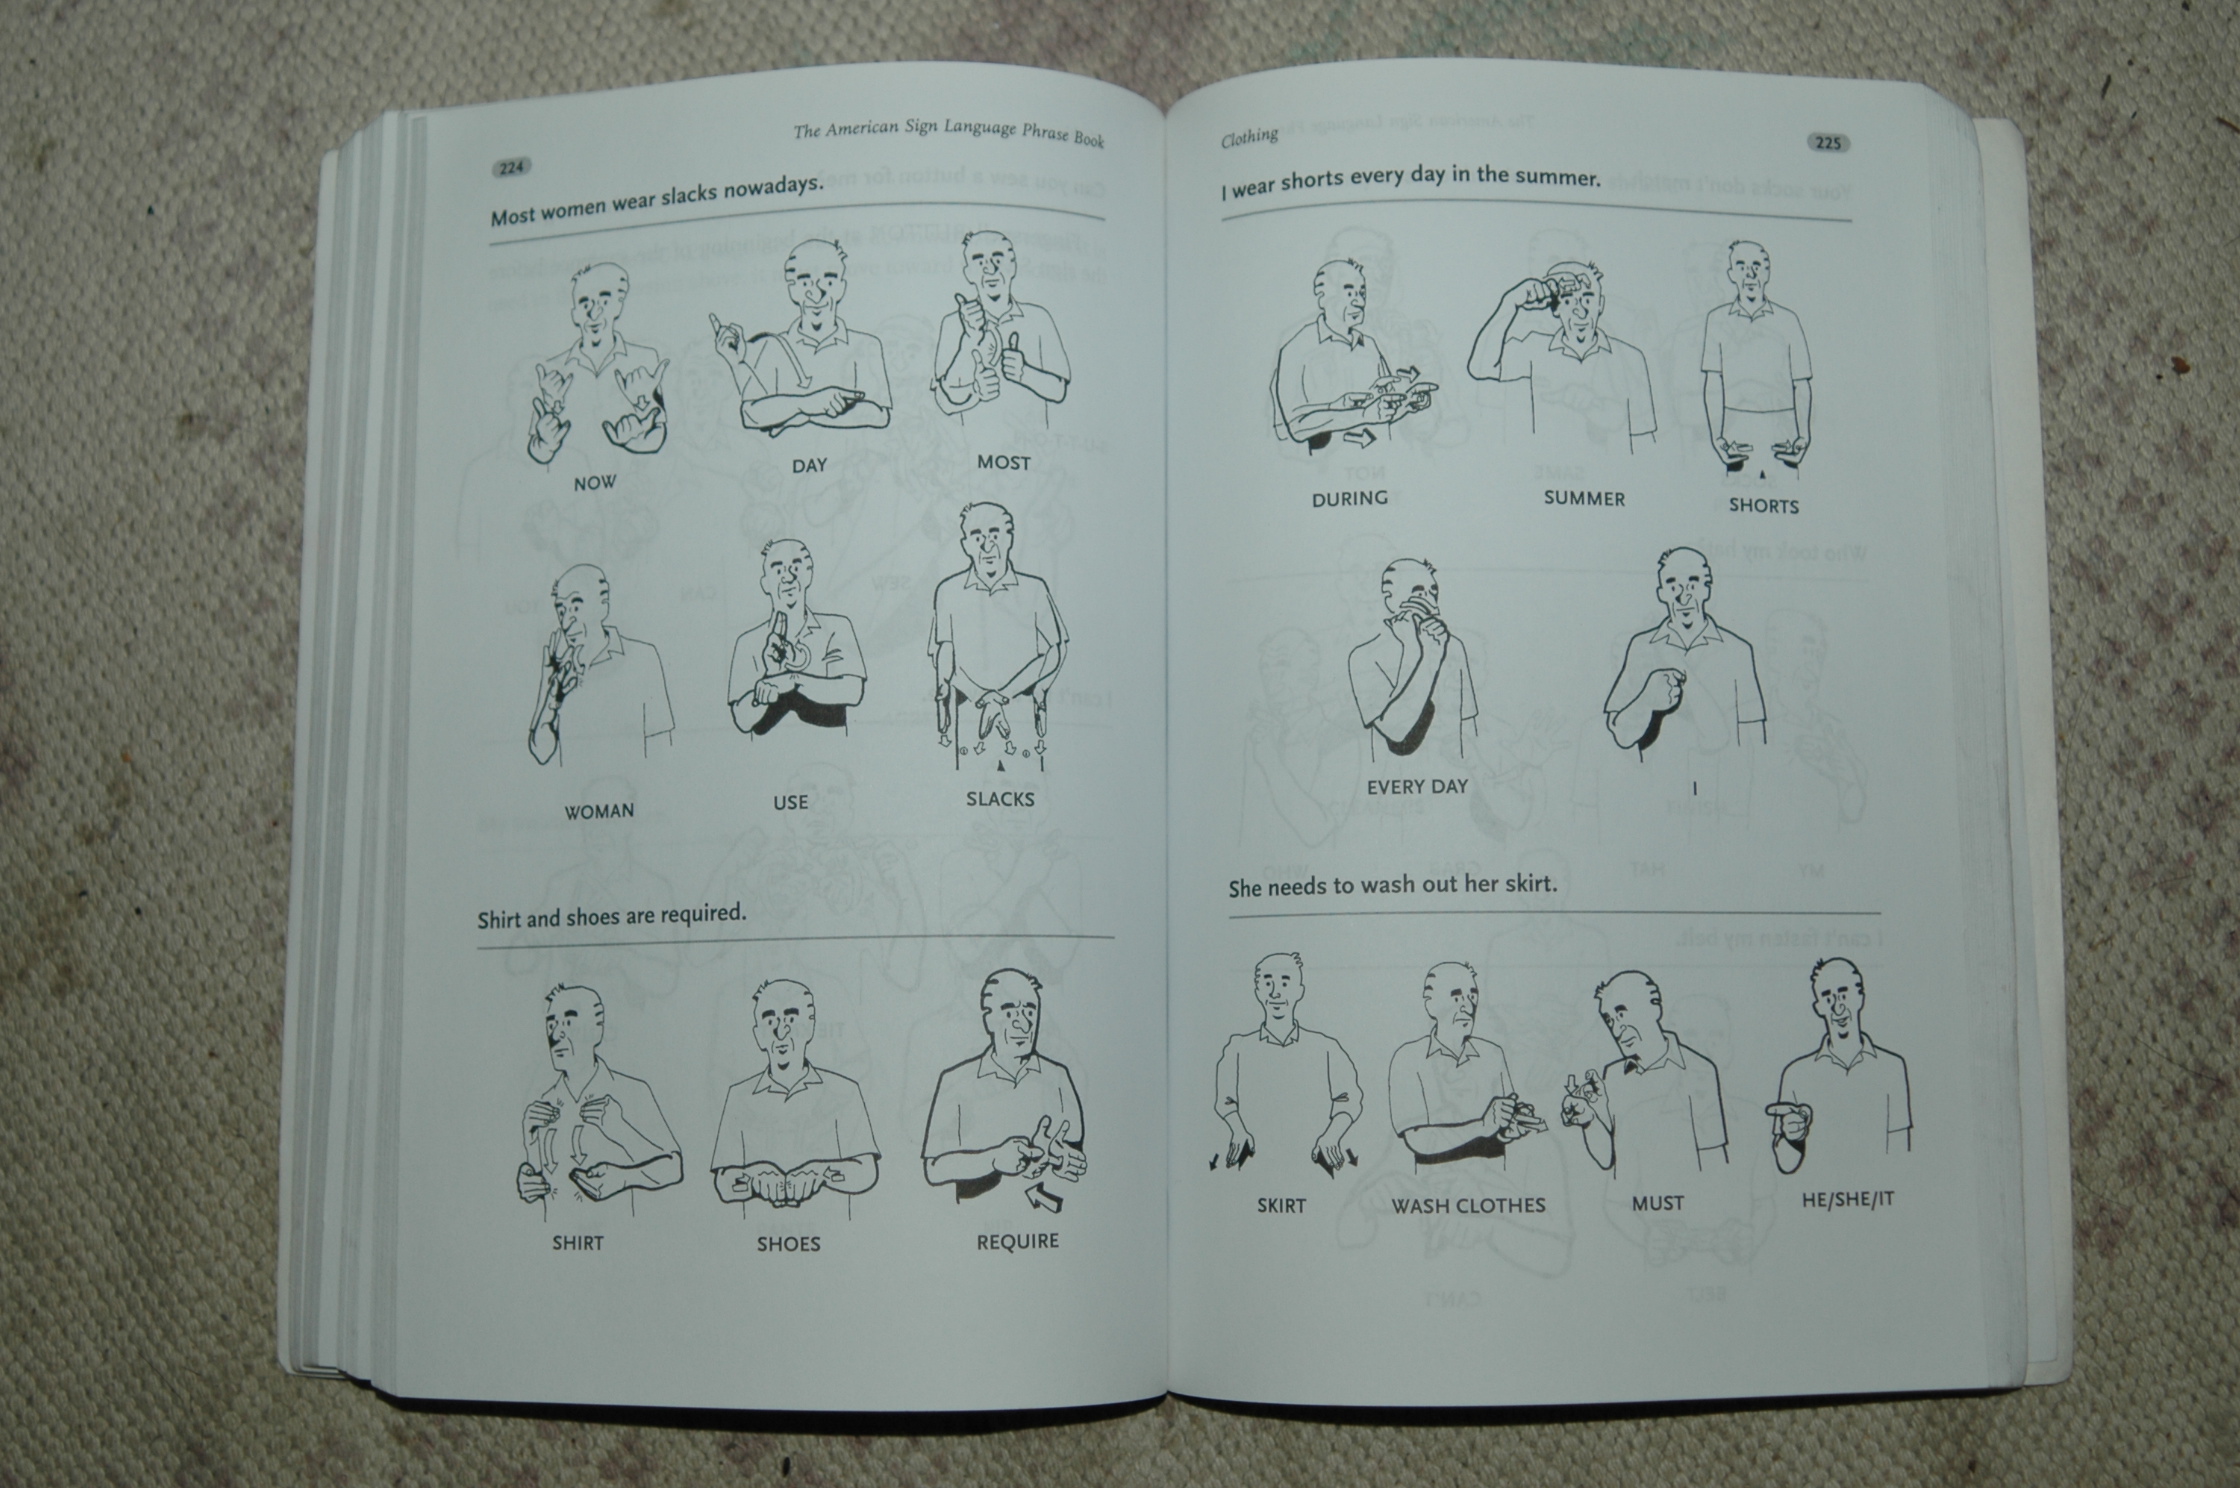 224
The American Sign Language Phrase Book
Most women wear slacks nowadays.
NOW
DAY
MOST
WOMAN
USE
SLACKS
Shirt and shoes are required.
SHIRT
SHOES
REQUIRE
Clothing
225
I wear shorts every day in the summer.
DURING
SUMMER
SHORTS
EVERY DAY
I
She needs to wash out her skirt.
SKIRT
WASH CLOTHES
MUST
HE/SHE/IT